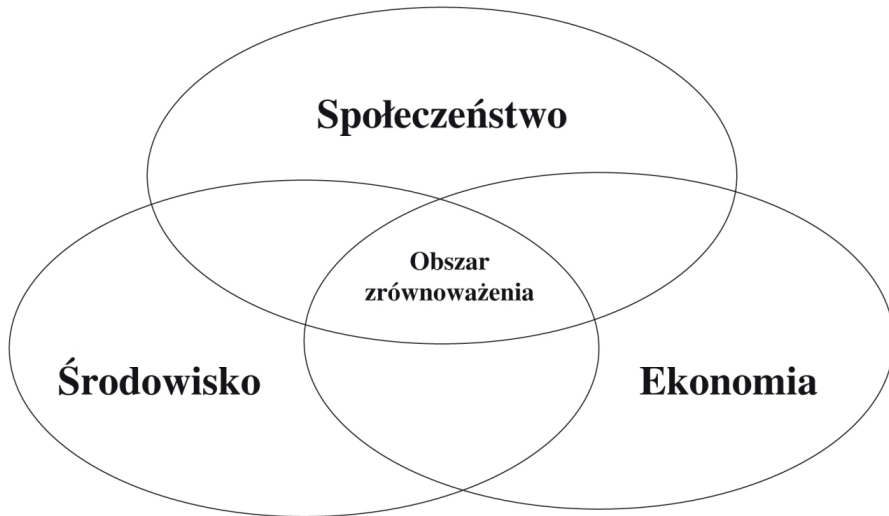 Społeczeństwo
Obszar
zrównoważenia
Środowisko
Ekonomia